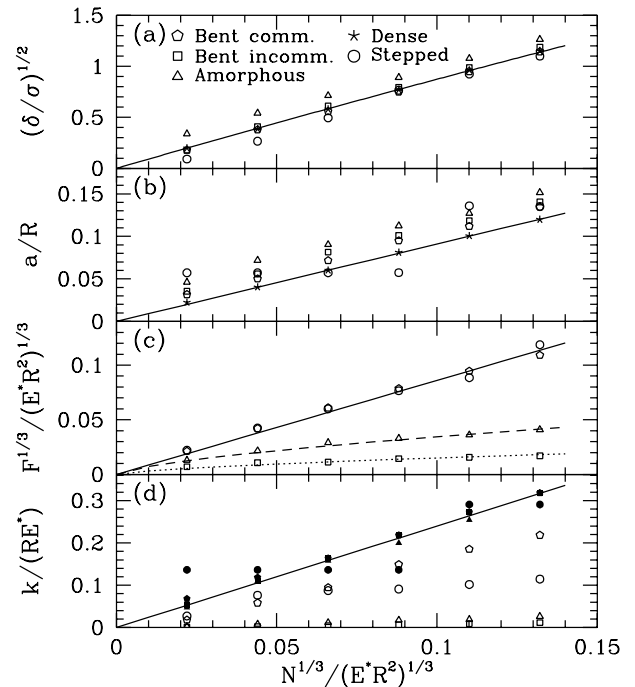 (a)
Bent comm.
Dense
Bent incomm.
Stepped
Amorphous
(δ/σ)^1/2
1.5
1
0.5
0
(b)
a/R
0.15
0.1
0.05
0
(c)
F^1/3/(E*R^2)^1/3
0.1
0.05
0
(d)
k/(RE*)
0.3
0.2
0.1
0
0
0.05
0.1
0.15
N^1/3/(E*R^2)^1/3